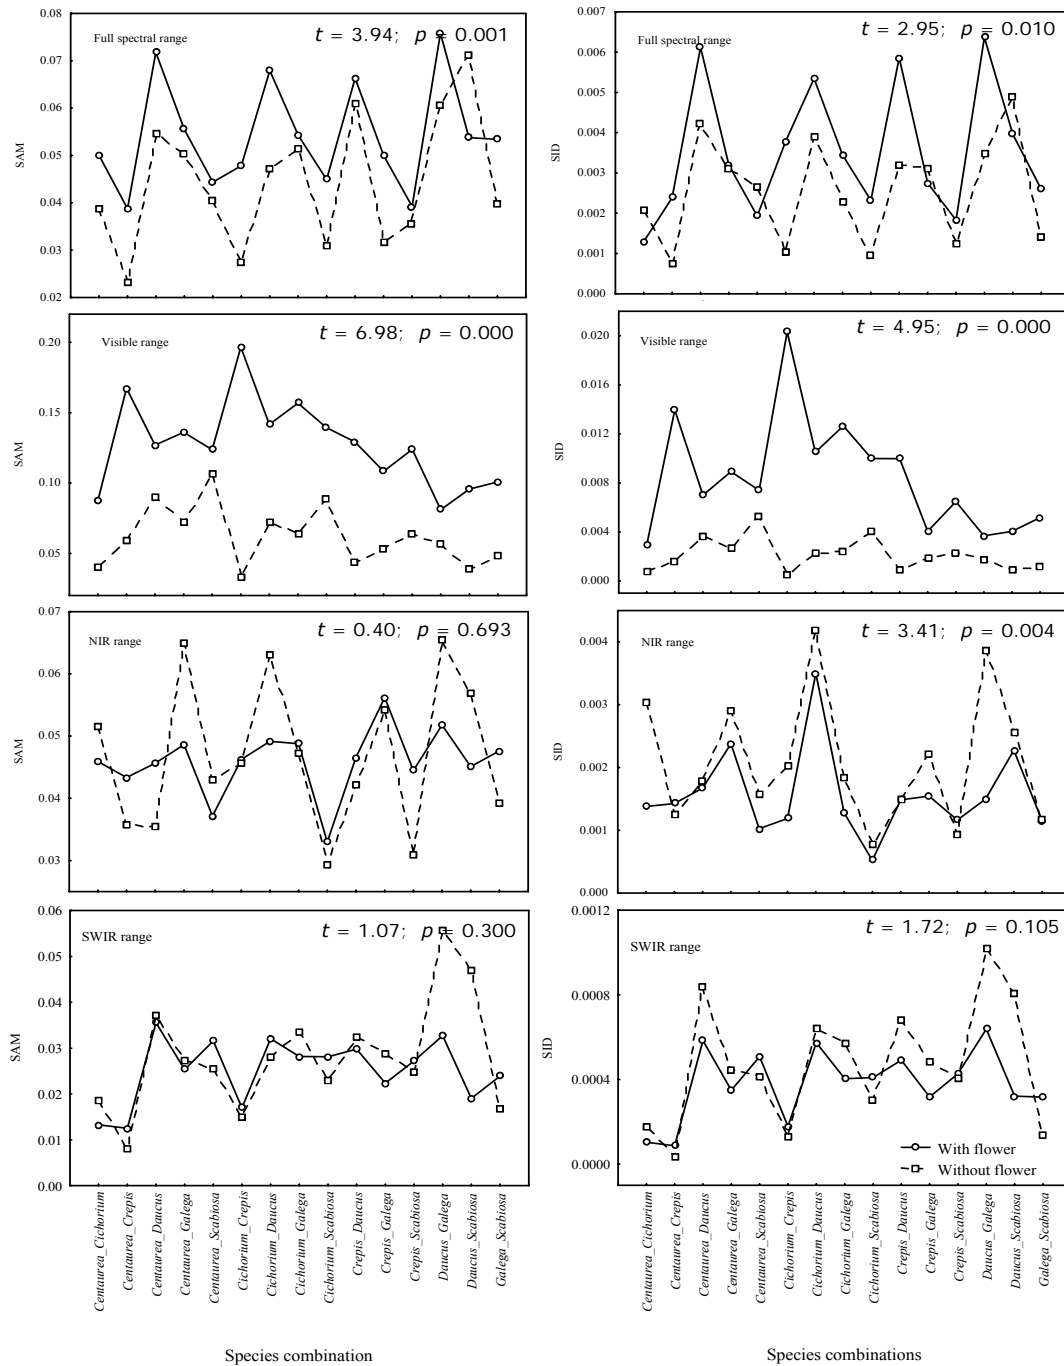 0.08
0.07
0.06
0.05
0.04
0.03
0.02
SAM
Full spectral range
t = 3.94; p = 0.001
0.007
0.006
0.005
0.004
0.003
0.002
0.001
0.000
SID
Full spectral range
t = 2.95; p = 0.010
0.20
0.15
0.10
0.05
SAM
Visible range
t = 6.98; p = 0.000
0.020
0.016
0.012
0.008
0.004
0.000
SID
Visible range
t = 4.95; p = 0.000
0.07
0.06
0.05
0.04
0.03
SAM
NIR range
t = 0.40; p = 0.693
0.004
0.003
0.002
0.001
0.000
SID
NIR range
t = 3.41; p = 0.004
0.06
0.05
0.04
0.03
0.02
0.01
0.00
SAM
SWIR range
t = 1.07; p = 0.300
0.0012
0.0008
0.0004
0.0000
SID
SWIR range
t = 1.72; p = 0.105
With flower
Without flower
Centaurea_Cichorium
Centaurea_Crepis
Centaurea_Daucus
Centaurea_Galega
Centaurea_Scabiosa
Cichorium_Crepis
Cichorium_Daucus
Cichorium_Galega
Cichorium_Scabiosa
Crepis_Daucus
Crepis_Galega
Crepis_Scabiosa
Daucus_Galega
Daucus_Scabiosa
Galega_Scabiosa
Species combination
Centaurea_Cichorium
Centaurea_Crepis
Centaurea_Daucus
Centaurea_Galega
Centaurea_Scabiosa
Cichorium_Crepis
Cichorium_Daucus
Cichorium_Galega
Cichorium_Scabiosa
Crepis_Daucus
Crepis_Galega
Crepis_Scabiosa
Daucus_Galega
Daucus_Scabiosa
Galega_Scabiosa
Species combinations